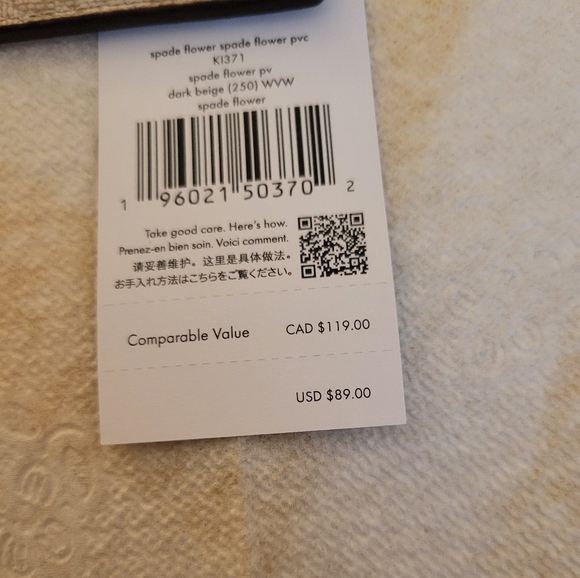 spade flower spade flower pvc
KI371
spade flower pv
dark beige (250) WVW
spade flower
1 96021 50370 2
Take good care. Here's how.
Prenez-en bien soin. Voici comment.
请妥善维护。这里是具体做法。
お手入れ方法はこちらをご覧ください。
Comparable Value CAD $119.00
USD $89.00